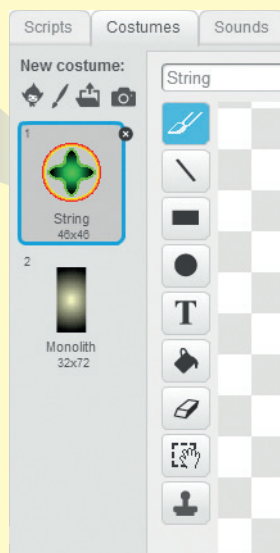 Scripts Costumes Sounds
New costume:
String
1
String
46x46
2
Monolith
32x72
T